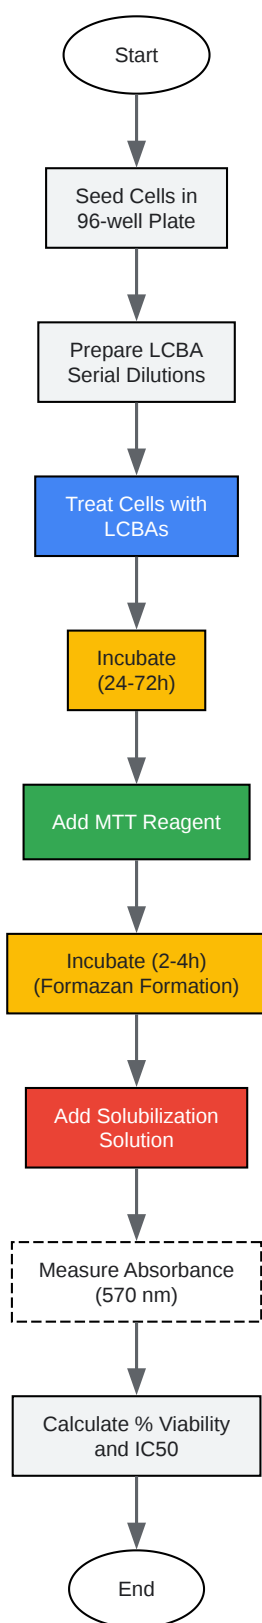 Start
Seed Cells in
96-well Plate
Prepare LCBA
Serial Dilutions
Treat Cells with
LCBAs
Incubate
(24-72h)
Add MTT Reagent
Incubate (2-4h)
(Formazan Formation)
Add Solubilization
Solution
Measure Absorbance
(570 nm)
Calculate % Viability
and IC50
End